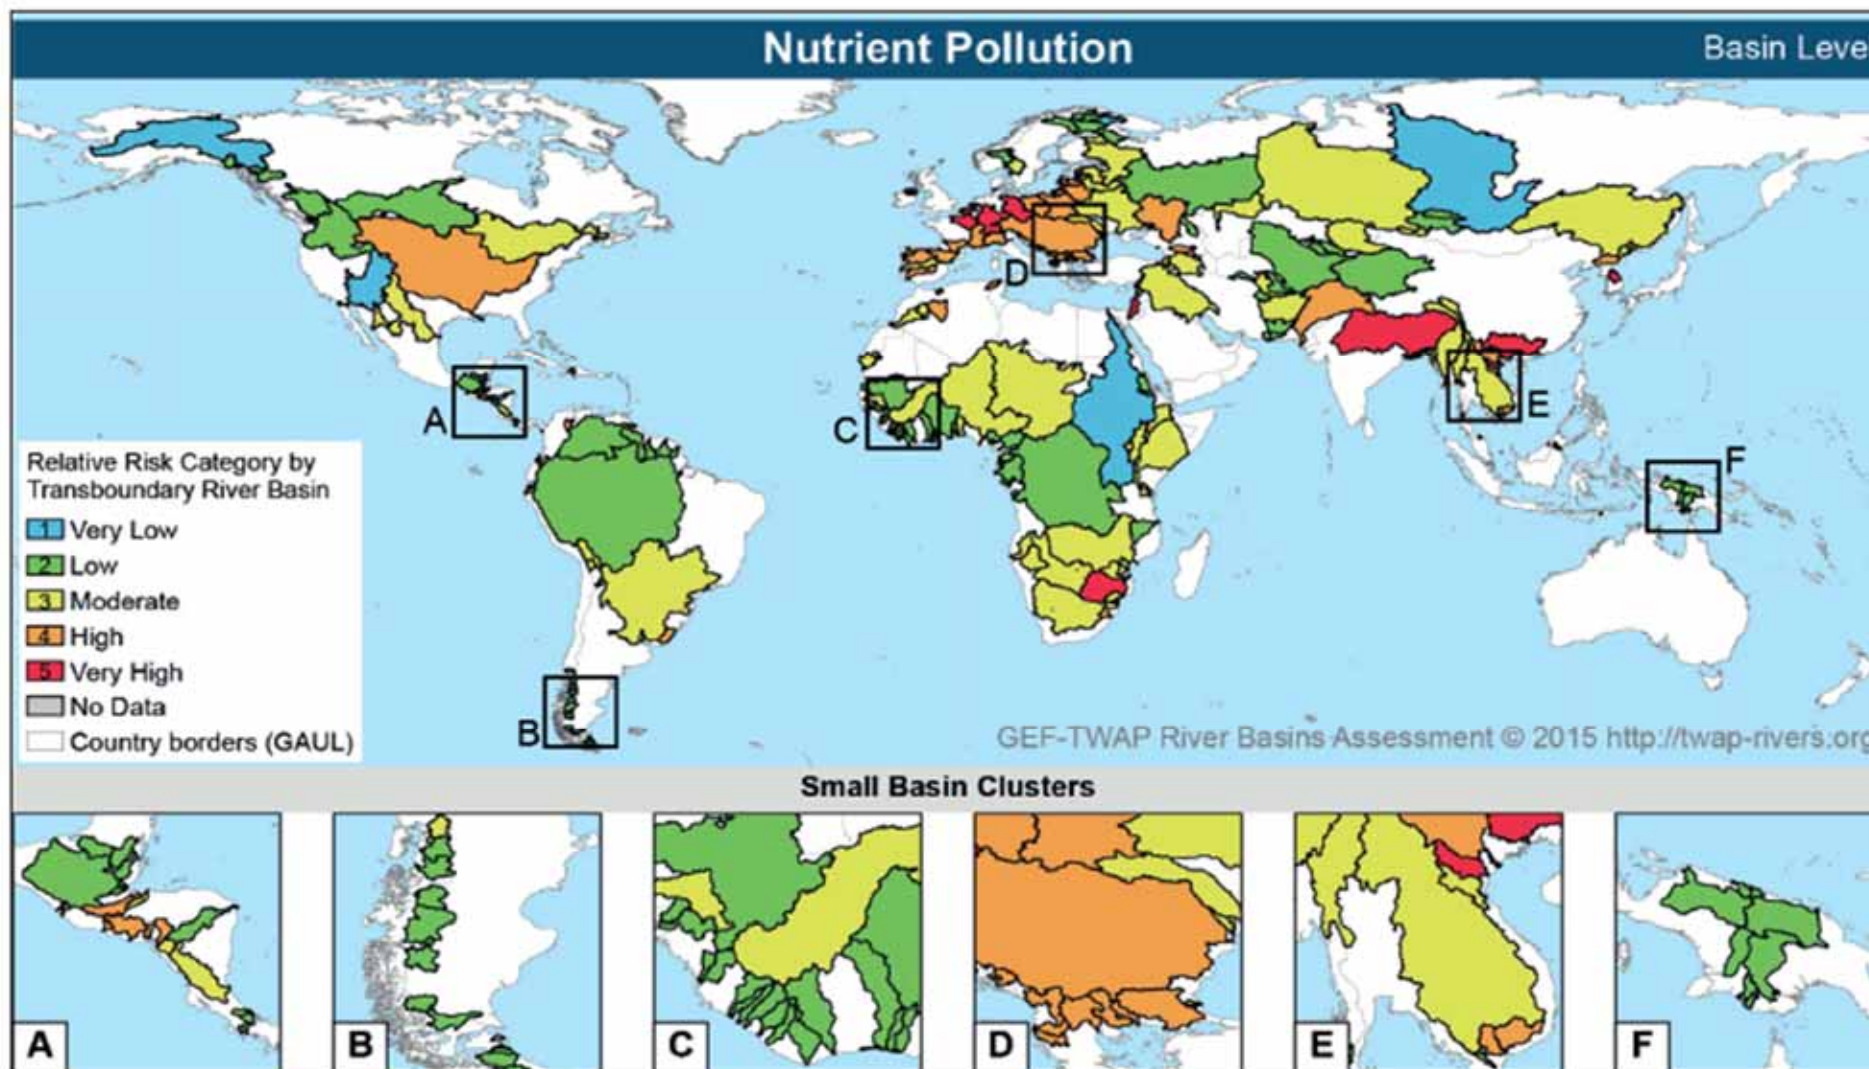 Nutrient Pollution
Basin Leve
A
B
C
D
E
F
Relative Risk Category by
Transboundary River Basin
1 Very Low
2 Low
3 Moderate
4 High
5 Very High
No Data
Country borders (GAUL)
GEF-TWAP River Basins Assessment © 2015 http://twap-rivers.org
Small Basin Clusters
A
B
C
D
E
F